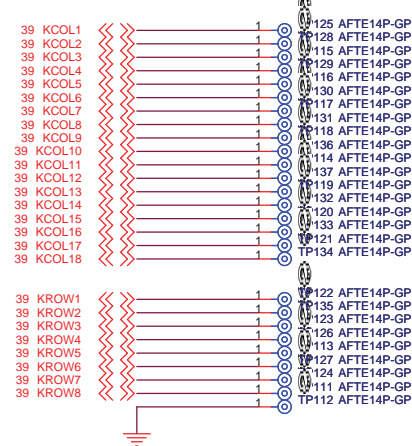 39 KCOL1 1 TP125 AFTE14P-GP
39 KCOL2 1 TP128 AFTE14P-GP
39 KCOL3 1 TP115 AFTE14P-GP
39 KCOL4 1 TP129 AFTE14P-GP
39 KCOL5 1 TP116 AFTE14P-GP
39 KCOL6 1 TP130 AFTE14P-GP
39 KCOL7 1 TP117 AFTE14P-GP
39 KCOL8 1 TP131 AFTE14P-GP
39 KCOL9 1 TP118 AFTE14P-GP
39 KCOL10 1 TP136 AFTE14P-GP
39 KCOL11 1 TP114 AFTE14P-GP
39 KCOL12 1 TP137 AFTE14P-GP
39 KCOL13 1 TP119 AFTE14P-GP
39 KCOL14 1 TP132 AFTE14P-GP
39 KCOL15 1 TP120 AFTE14P-GP
39 KCOL16 1 TP133 AFTE14P-GP
39 KCOL17 1 TP121 AFTE14P-GP
39 KCOL18 1 TP134 AFTE14P-GP
39 KROW1 1 TP122 AFTE14P-GP
39 KROW2 1 TP135 AFTE14P-GP
39 KROW3 1 TP123 AFTE14P-GP
39 KROW4 1 TP126 AFTE14P-GP
39 KROW5 1 TP113 AFTE14P-GP
39 KROW6 1 TP127 AFTE14P-GP
39 KROW7 1 TP124 AFTE14P-GP
39 KROW8 1 TP111 AFTE14P-GP
1 TP112 AFTE14P-GP